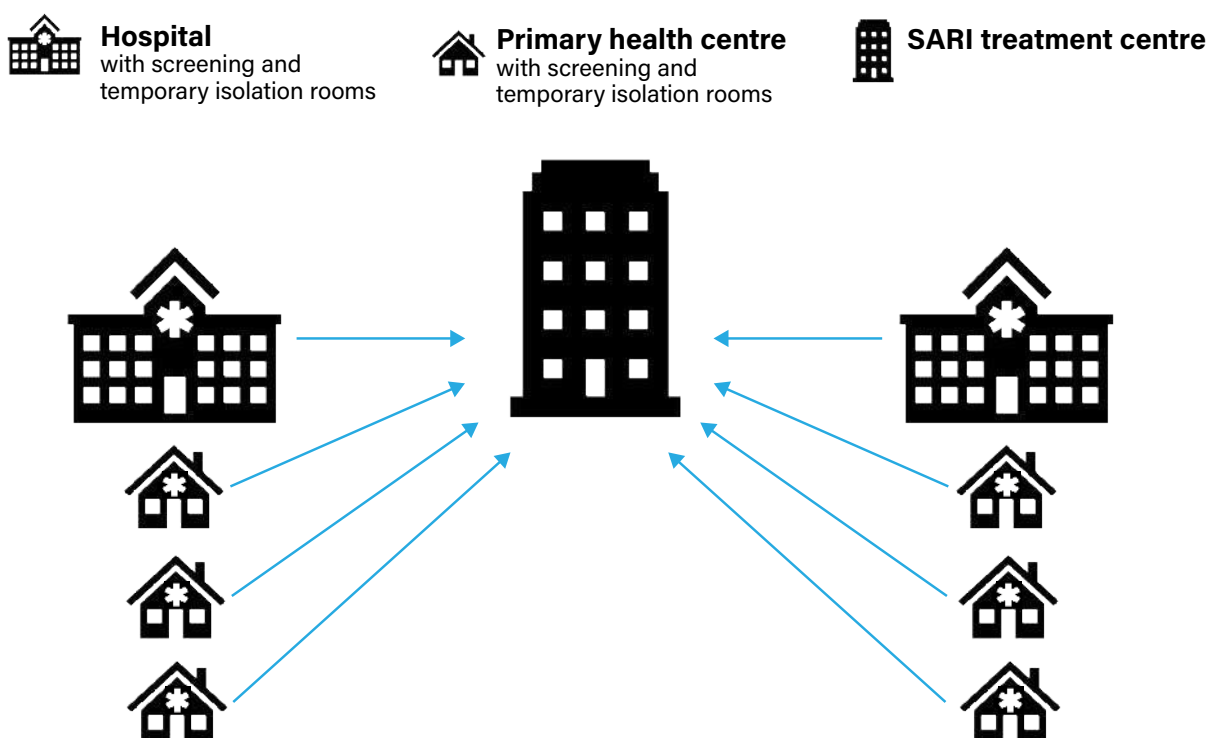 Hospital
with screening and
temporary isolation rooms
Primary health centre
with screening and
temporary isolation rooms
SARI treatment centre